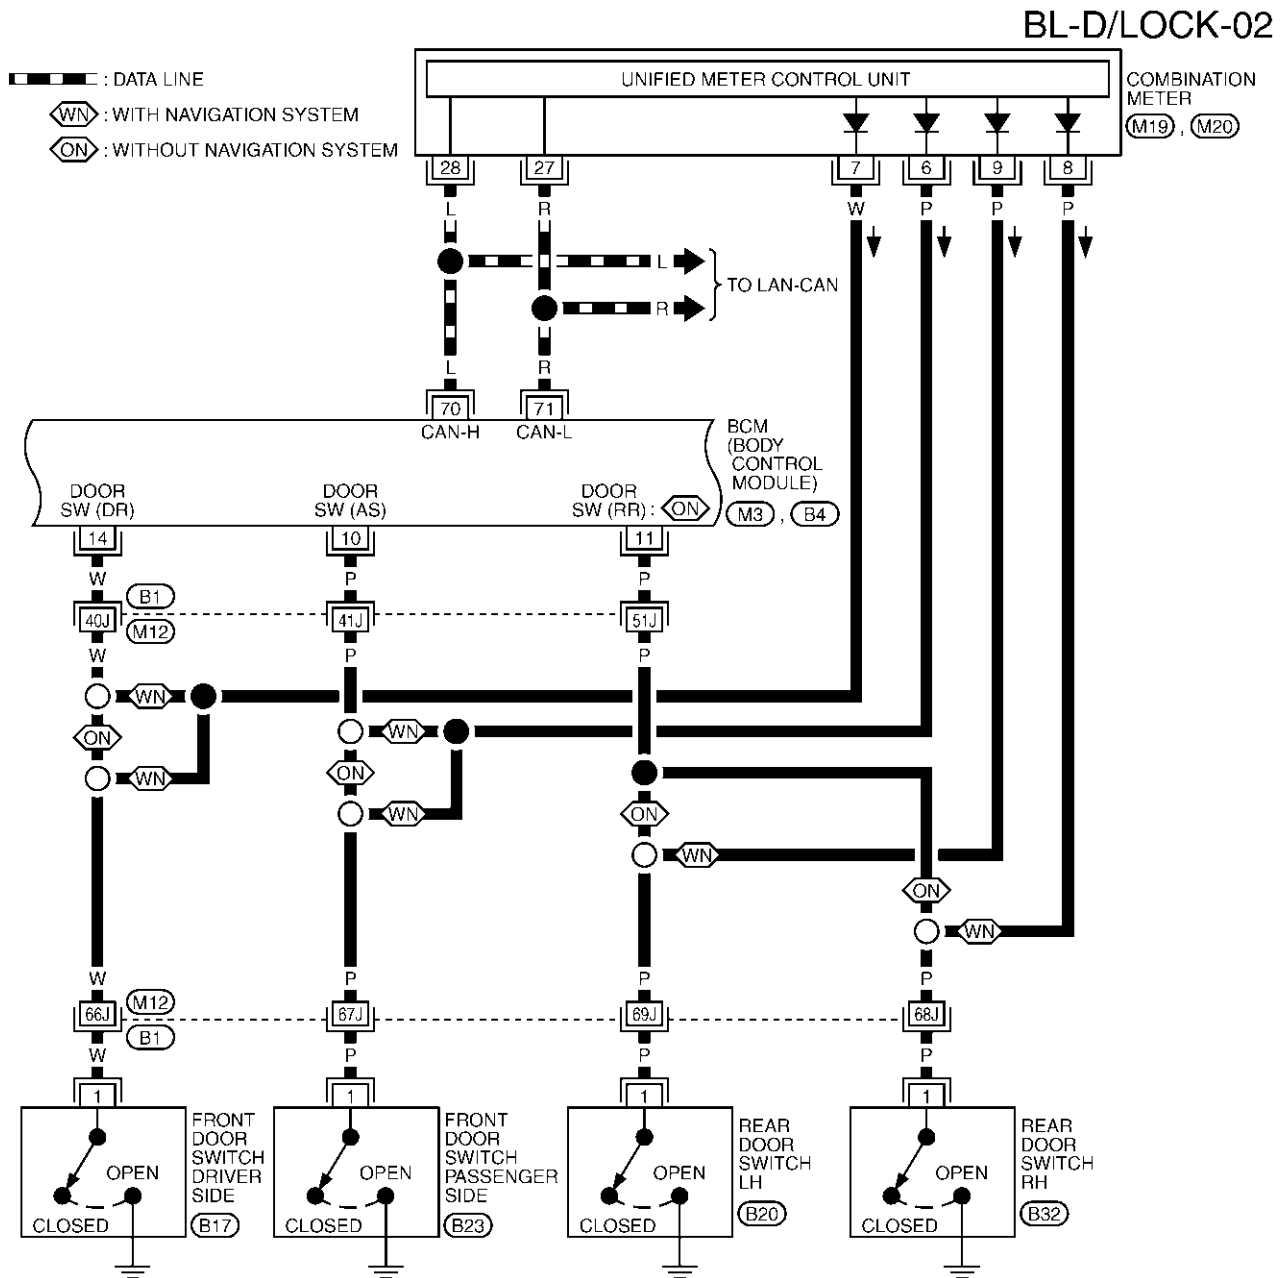 BL-D/LOCK-02
: DATA LINE
WN : WITH NAVIGATION SYSTEM
ON : WITHOUT NAVIGATION SYSTEM
UNIFIED METER CONTROL UNIT
COMBINATION
METER
M19 , M20
28 27 7 6 9 8
L R W P P P
L
R
TO LAN-CAN
L R
70 71
CAN-H CAN-L
BCM
(BODY
CONTROL
MODULE)
M3 , B4
DOOR
SW (DR)
DOOR
SW (AS)
DOOR
SW (RR) : ON
14 10 11
W P P
B1
40J 41J 51J
M12
W P P
WN
WN
ON
ON
WN
WN
ON
WN
ON
WN
W P P P
M12
66J 67J 69J 68J
B1
W P P P
1 1 1 1
FRONT
DOOR
SWITCH
DRIVER
SIDE
B17
OPEN
CLOSED
FRONT
DOOR
SWITCH
PASSENGER
SIDE
B23
OPEN
CLOSED
REAR
DOOR
SWITCH
LH
B20
OPEN
CLOSED
REAR
DOOR
SWITCH
RH
B32
OPEN
CLOSED